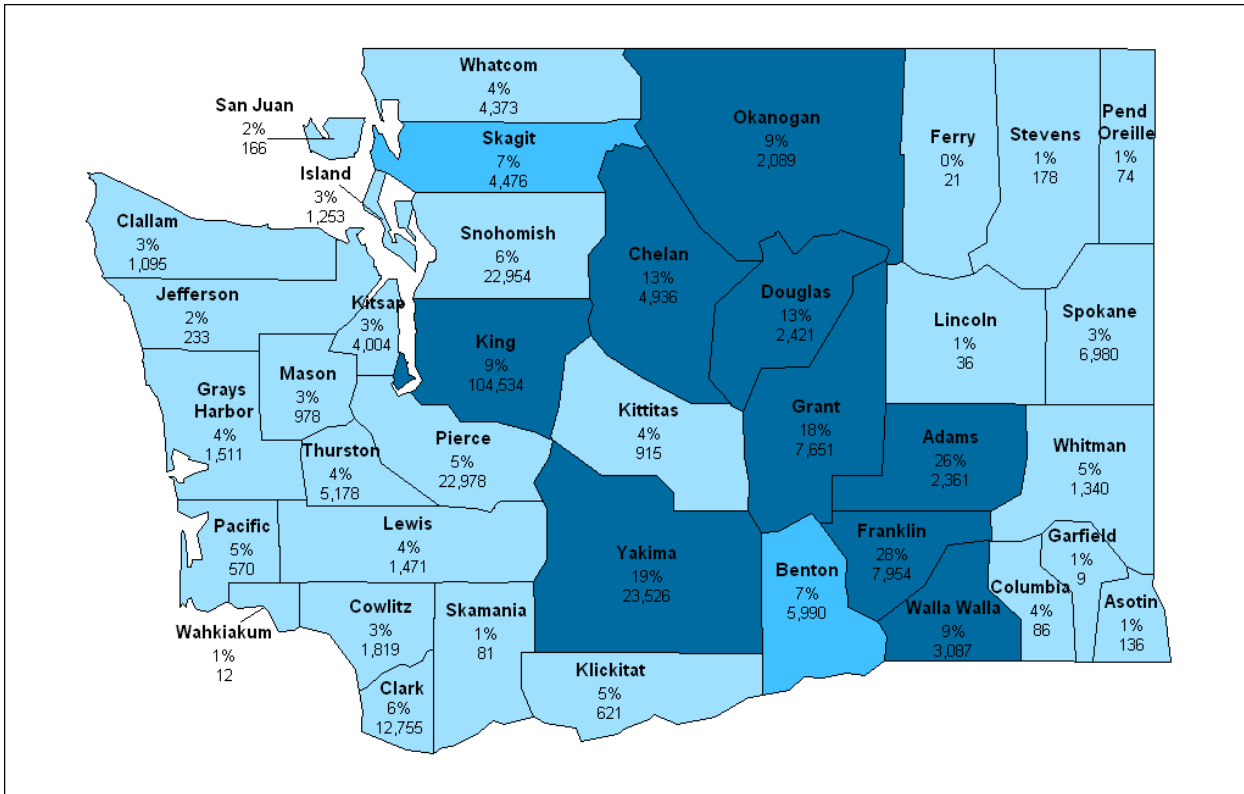 Whatcom
4%
4,373
San Juan
2%
166
Skagit
7%
4,476
Island
3%
1,253
Okanogan
9%
2,089
Ferry
0%
21
Stevens
1%
178
Pend
Oreille
1%
74
Clallam
3%
1,095
Snohomish
6%
22,954
Chelan
13%
4,936
Douglas
13%
2,421
Jefferson
2%
233
Kitsap
3%
4,004
King
9%
104,534
Lincoln
1%
36
Spokane
3%
6,980
Grays
Harbor
4%
1,511
Mason
3%
978
Thurston
4%
5,178
Pierce
5%
22,978
Kittitas
4%
915
Grant
18%
7,651
Adams
26%
2,361
Whitman
5%
1,340
Pacific
5%
570
Lewis
4%
1,471
Yakima
19%
23,526
Benton
7%
5,990
Franklin
28%
7,954
Garfield
1%
9
Columbia
4%
86
Walla Walla
9%
3,087
Asotin
1%
136
Wahkiakum
1%
12
Cowlitz
3%
1,819
Skamania
1%
81
Clark
6%
12,755
Klickitat
5%
621